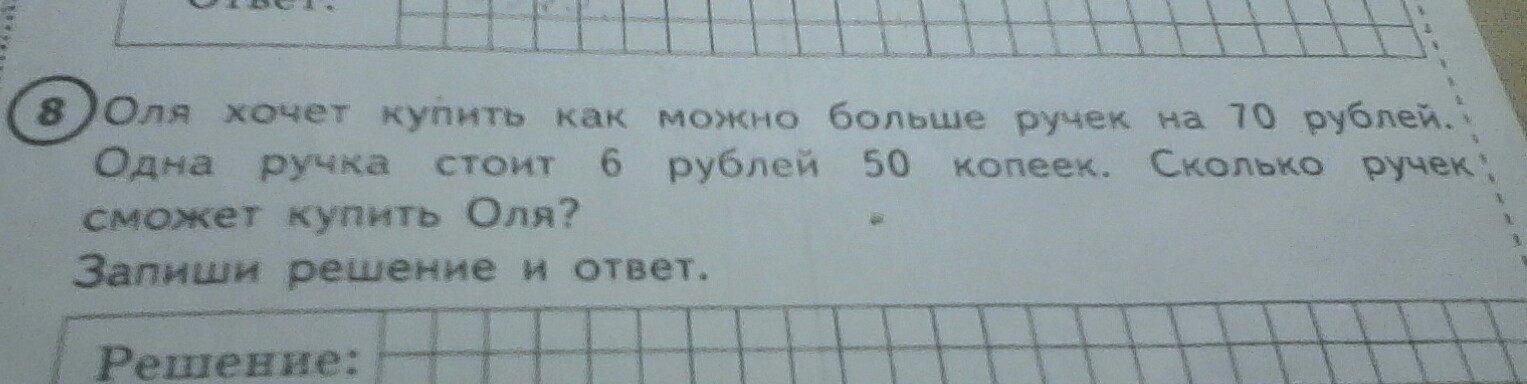 Ответ:
8 Оля хочет купить как можно больше ручек на 70 рублей.
Одна ручка стоит 6 рублей 50 копеек. Сколько ручек
сможет купить Оля?
Запиши решение и ответ.
Решение: